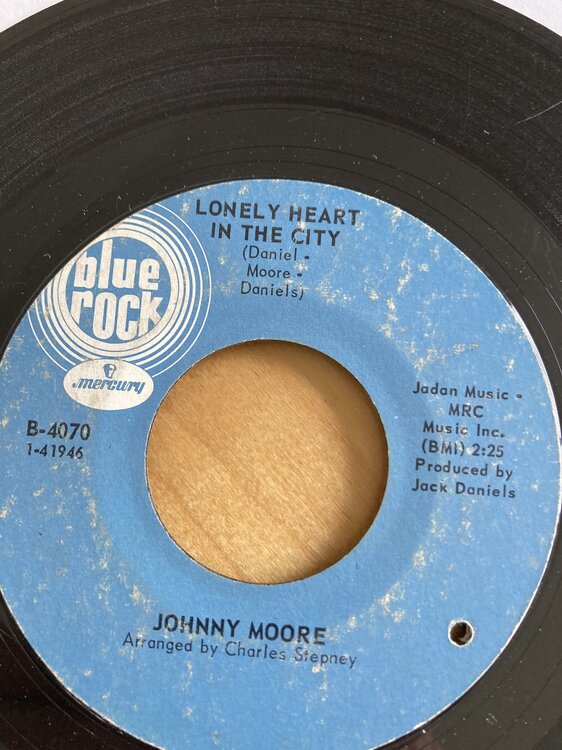 LONELY HEART
IN THE CITY
(Daniel •
Moore •
Daniels)
blue
rock
mercury
B-4070
1-41946
Jadan Music •
MRC
Music Inc.
(BMI) 2:25
Produced by
Jack Daniels
JOHNNY MOORE
Arranged by Charles Stepney